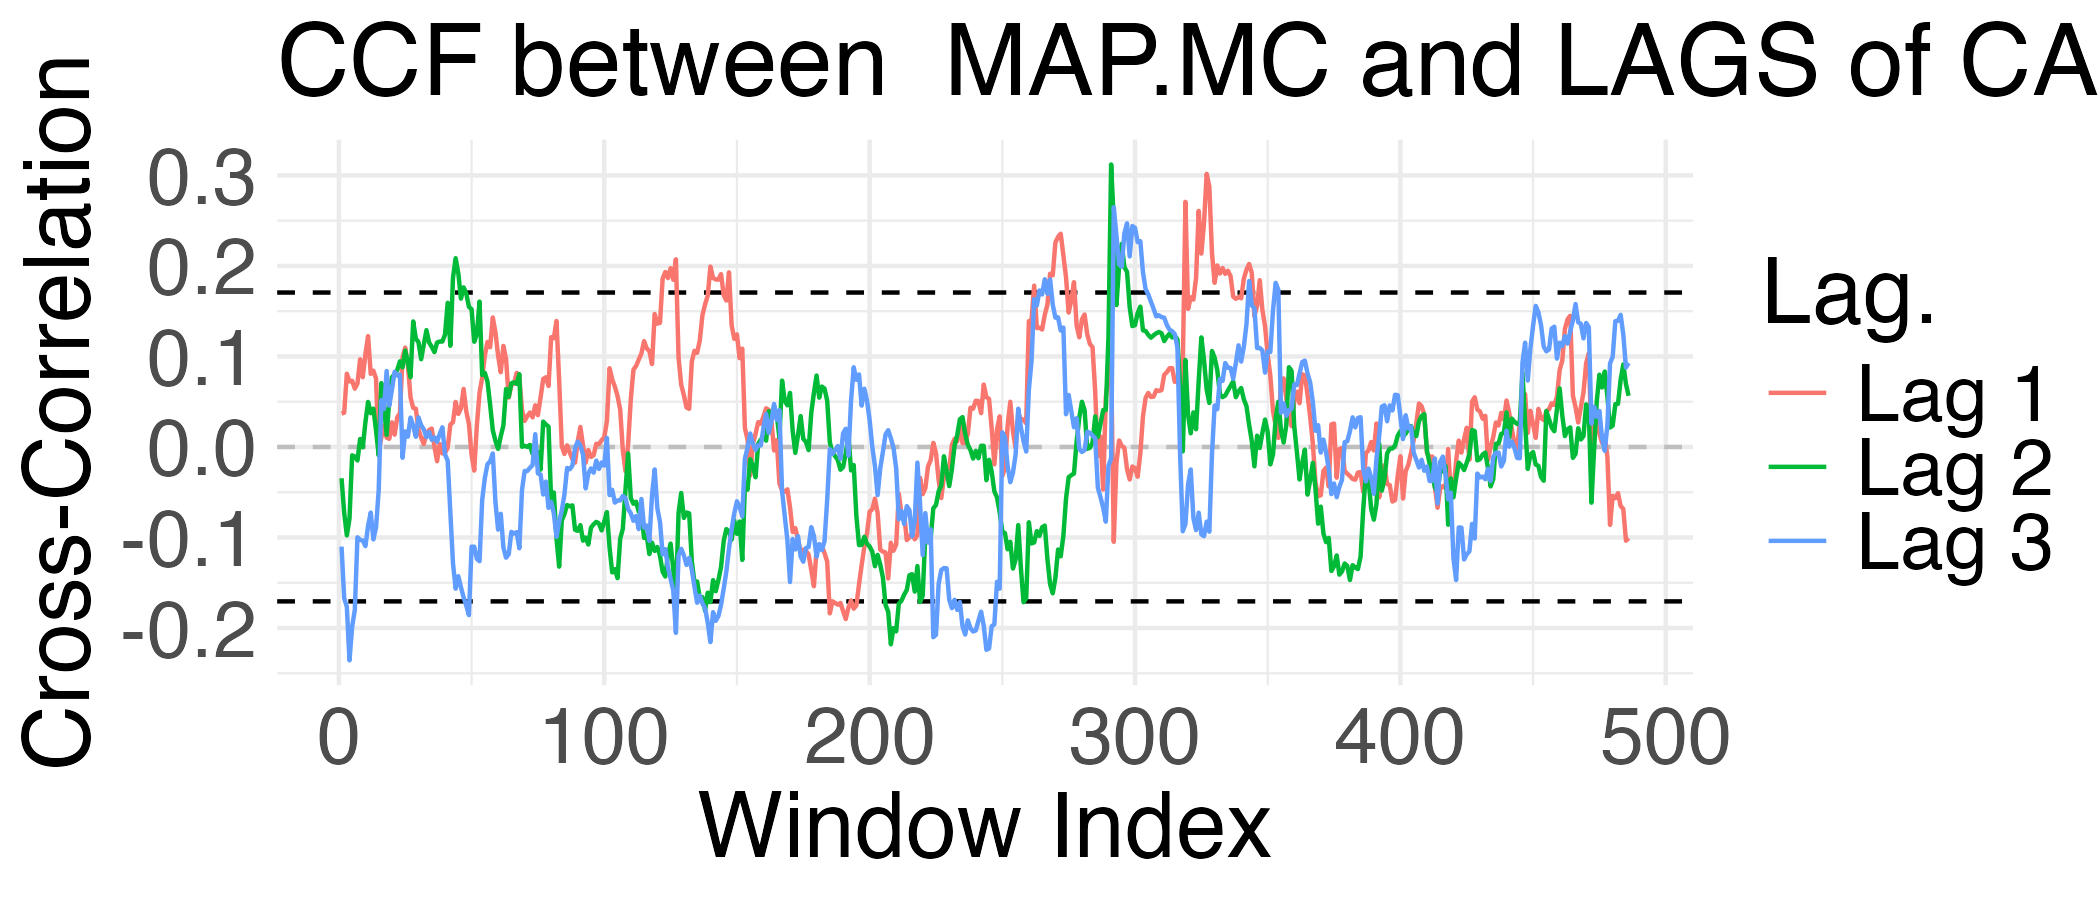 CCF between  MAP.MC and LAGS of CA
Cross-Correlation
0.3
0.2
0.1
0.0
-0.1
-0.2
0 100 200 300 400 500
Window Index
Lag.
Lag 1
Lag 2
Lag 3